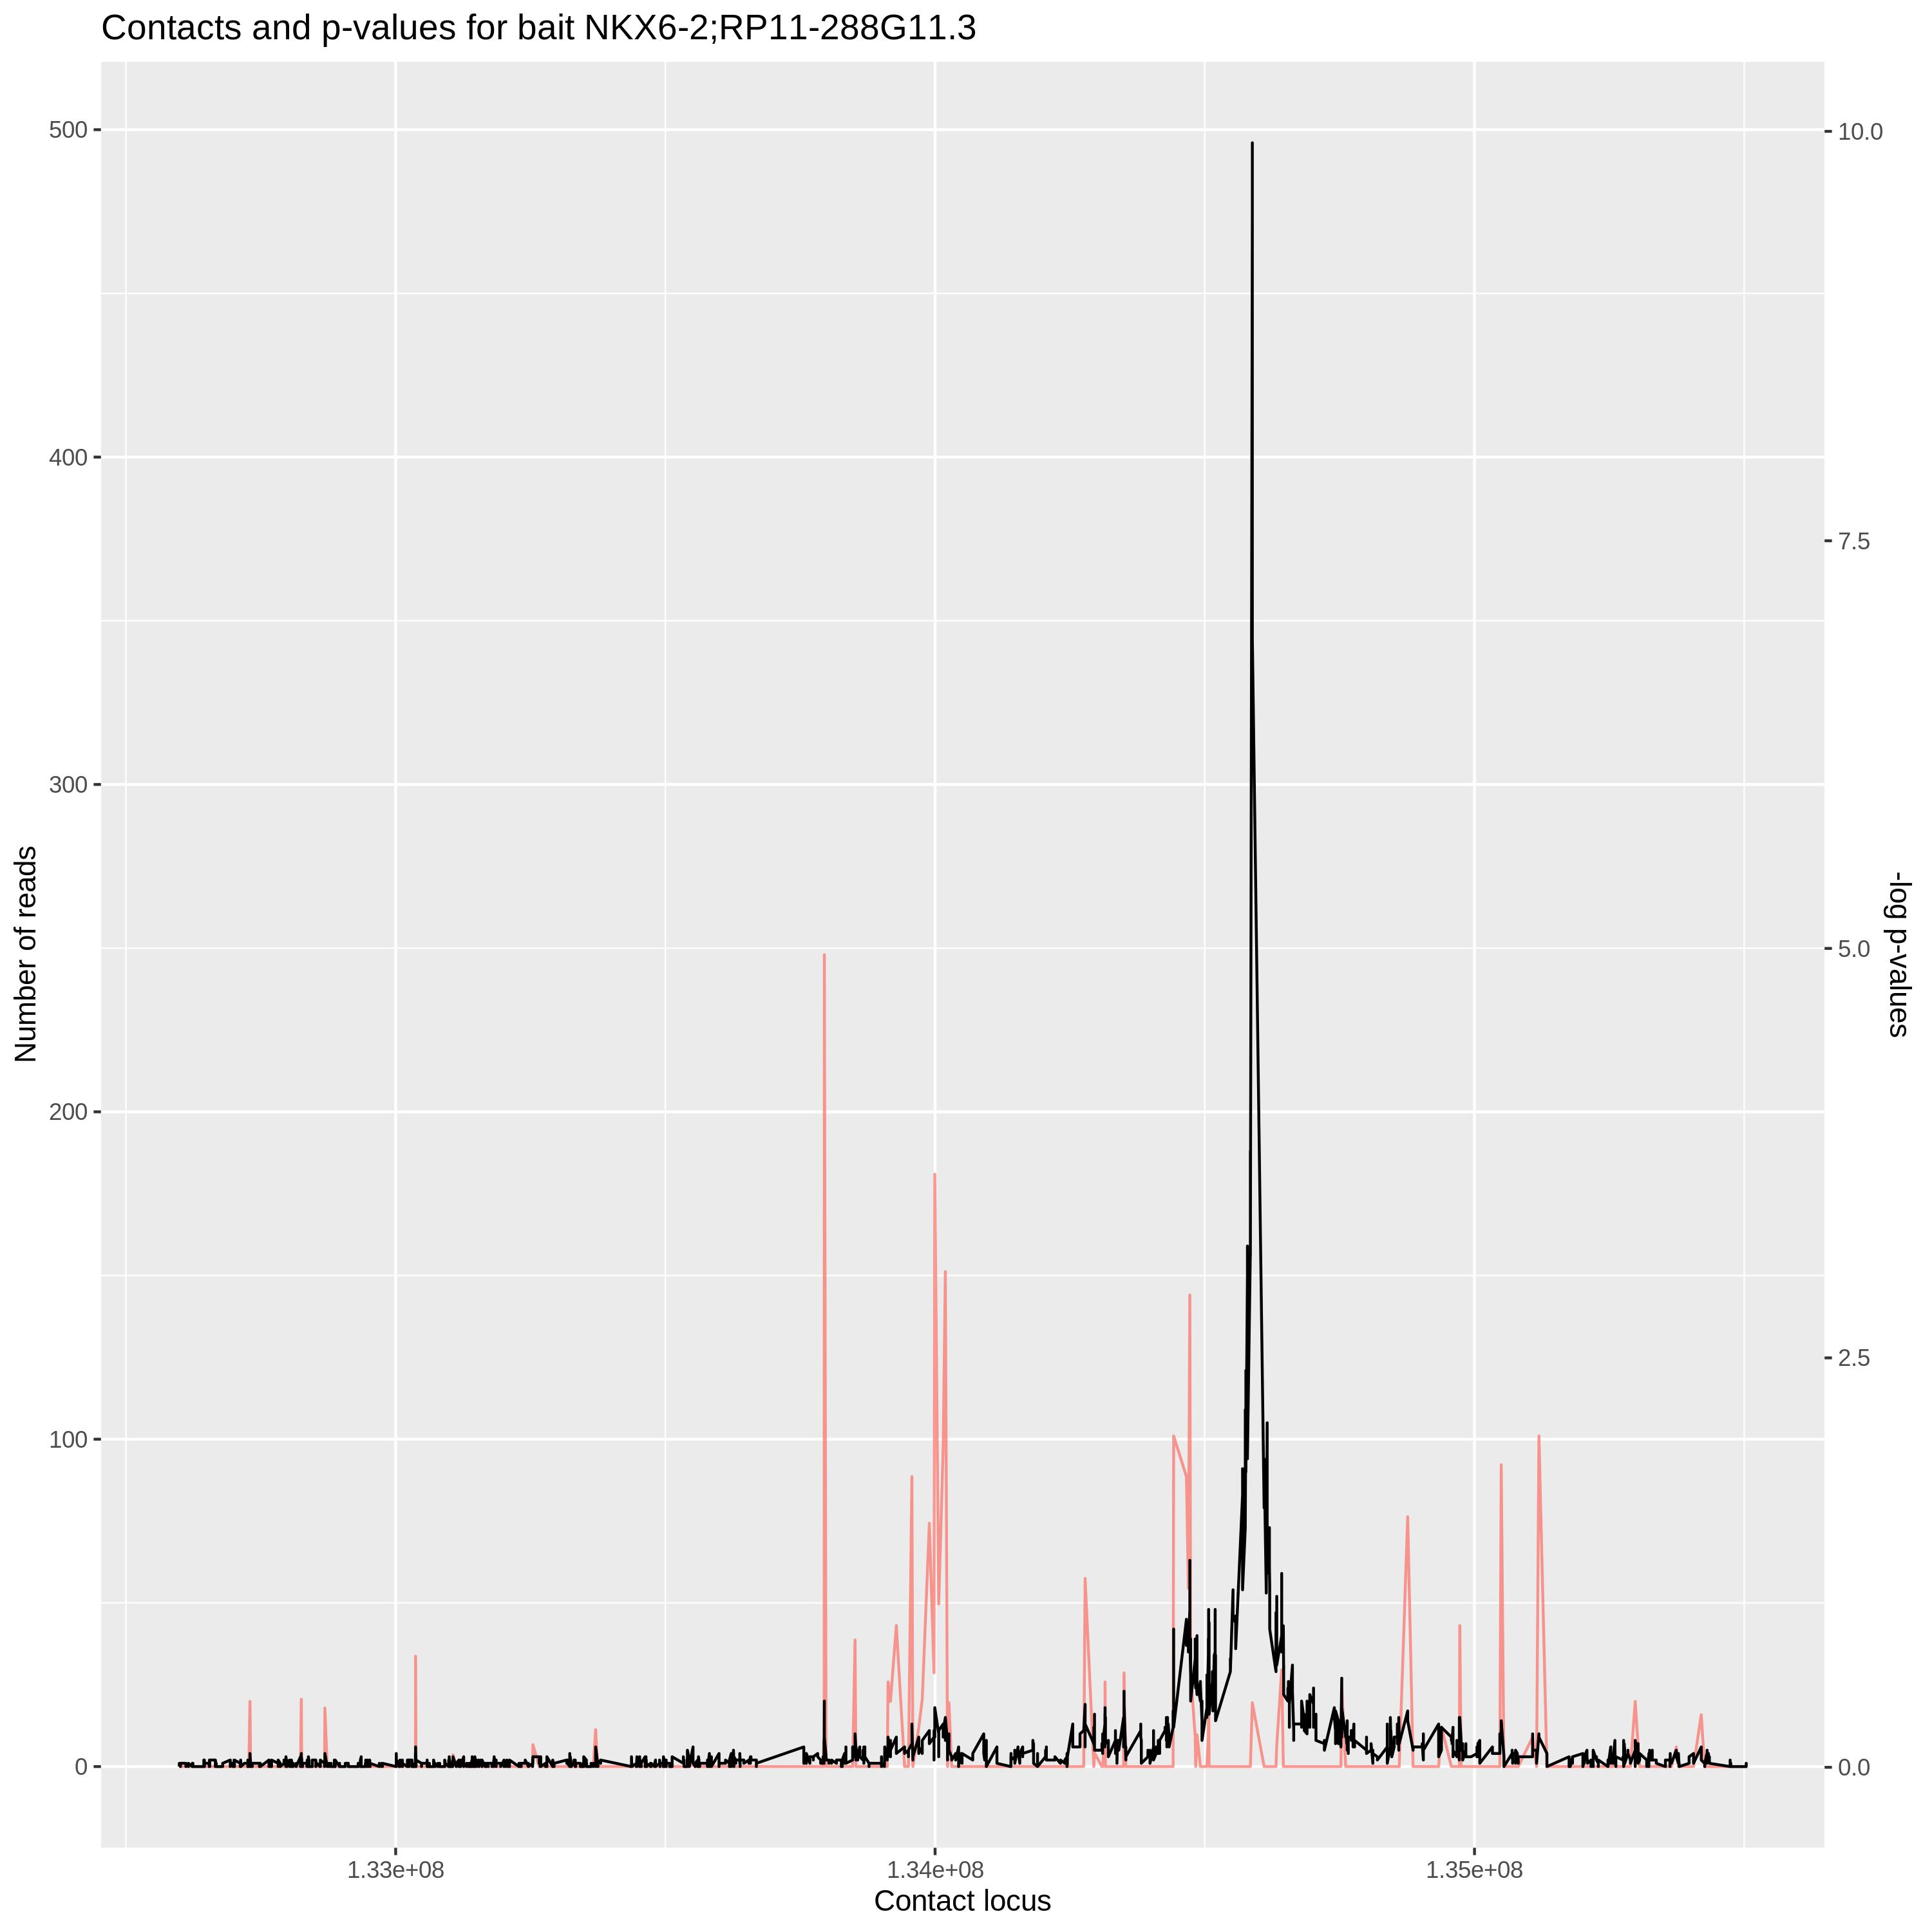 Contacts and p-values for bait NKX6-2;RP11-288G11.3
500
400
300
200
100
0
Number of reads
10.0
7.5
5.0
2.5
0.0
-log p-values
1.33e+08
1.34e+08
1.35e+08
Contact locus